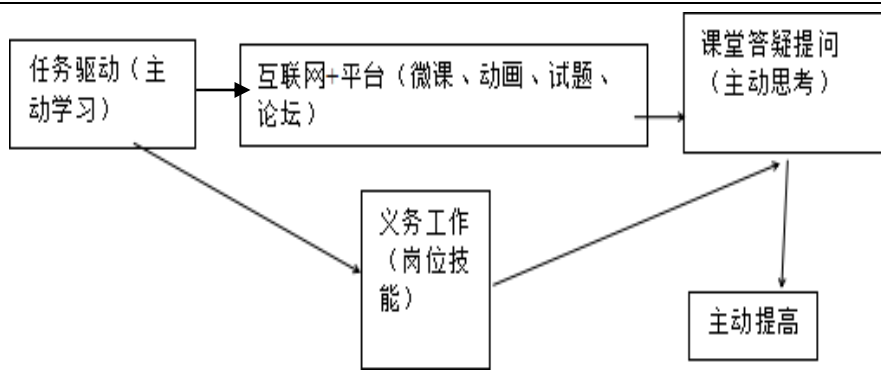 任务驱动（主
动学习）
互联网+平台（微课、动画、试题、
论坛）
课堂答疑提问
（主动思考）
义务工作
（岗位技
能）
主动提高